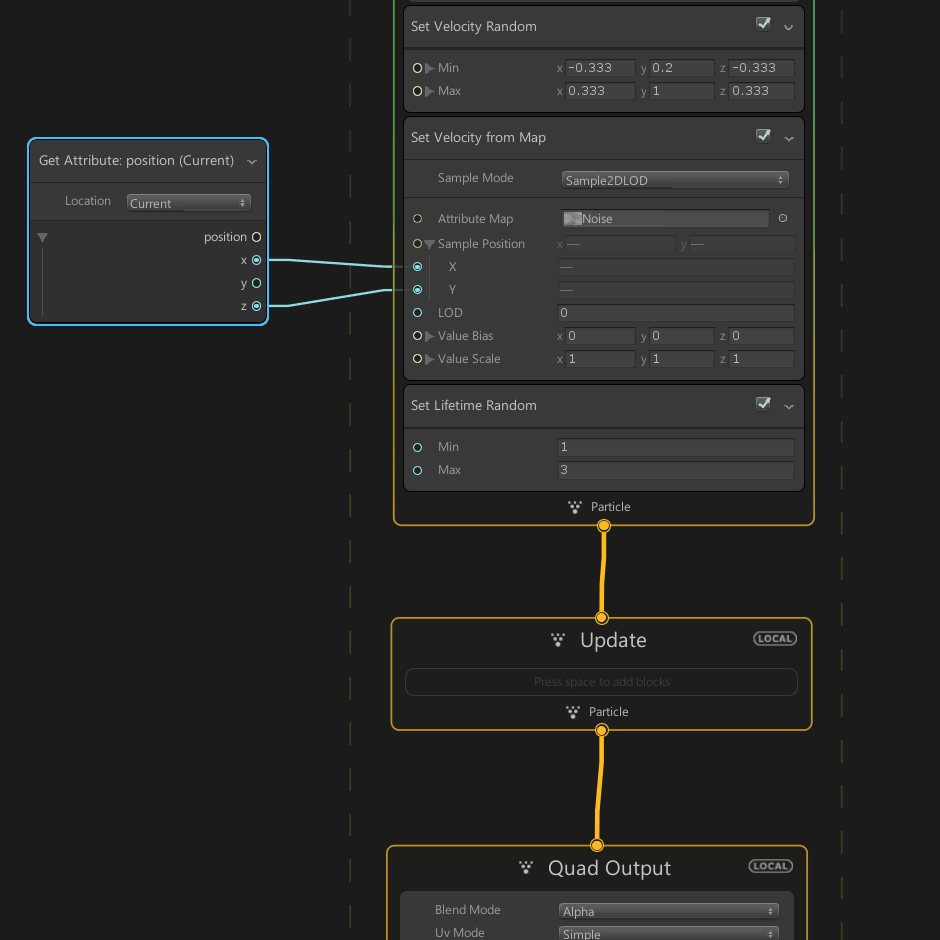 Set Velocity Random
Min x -0.333 y 0.2 z -0.333
Max x 0.333 y 1 z 0.333
Set Velocity from Map
Sample Mode Sample2DLOD
Attribute Map Noise
Sample Position x — y —
X —
Y —
LOD 0
Value Bias x 0 y 0 z 0
Value Scale x 1 y 1 z 1
Get Attribute: position (Current)
Location Current
position
x
y
z
Set Lifetime Random
Min 1
Max 3
Particle
Update LOCAL
Press space to add blocks
Particle
Quad Output LOCAL
Blend Mode Alpha
Uv Mode Simple